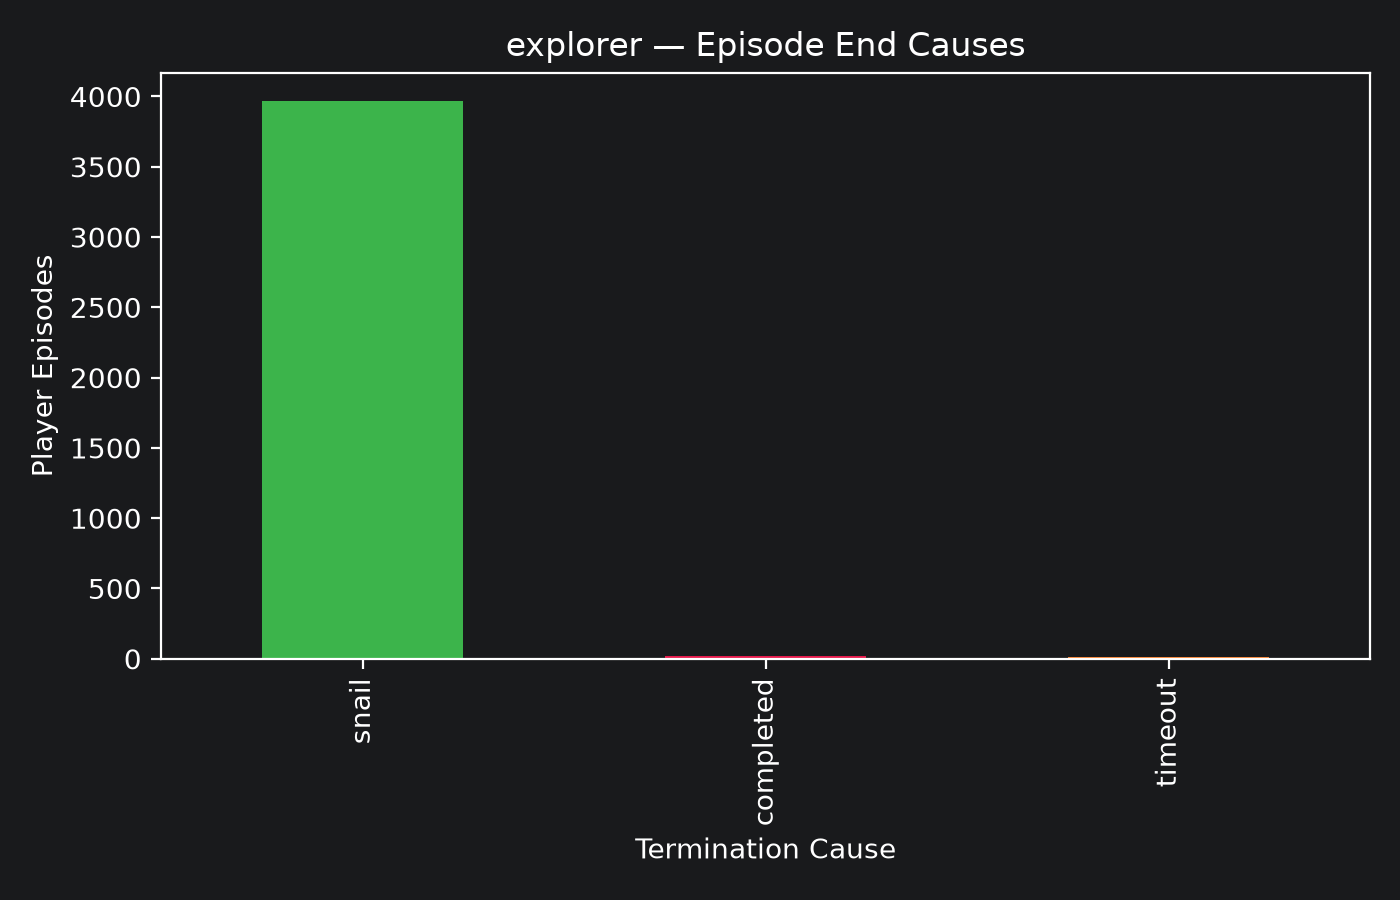 explorer — Episode End Causes
Player Episodes
4000
3500
3000
2500
2000
1500
1000
500
0
snail
completed
timeout
Termination Cause